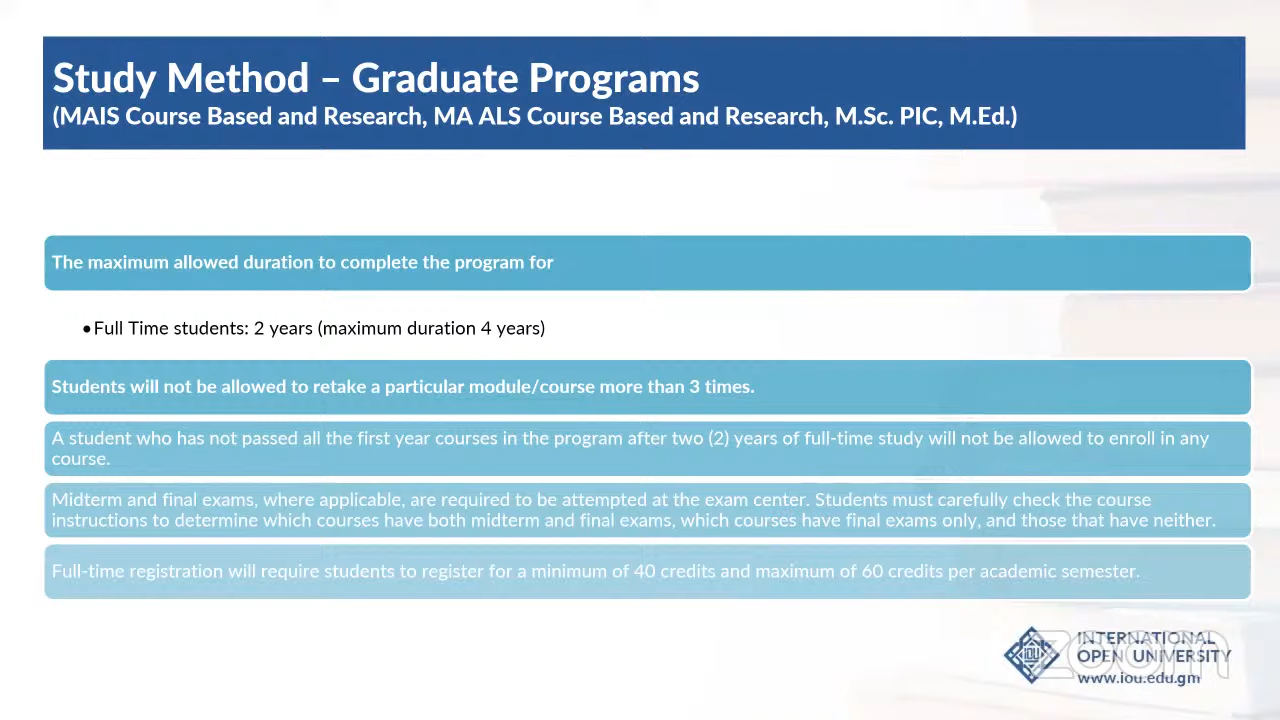 Study Method – Graduate Programs
(MAIS Course Based and Research, MA ALS Course Based and Research, M.Sc. PIC, M.Ed.)
The maximum allowed duration to complete the program for
•Full Time students: 2 years (maximum duration 4 years)
Students will not be allowed to retake a particular module/course more than 3 times.
A student who has not passed all the first year courses in the program after two (2) years of full-time study will not be allowed to enroll in any
course.
Midterm and final exams, where applicable, are required to be attempted at the exam center. Students must carefully check the course
instructions to determine which courses have both midterm and final exams, which courses have final exams only, and those that have neither.
Full-time registration will require students to register for a minimum of 40 credits and maximum of 60 credits per academic semester.
IOU
INTERNATIONAL
OPEN UNIVERSITY
www.iou.edu.gm
zoom